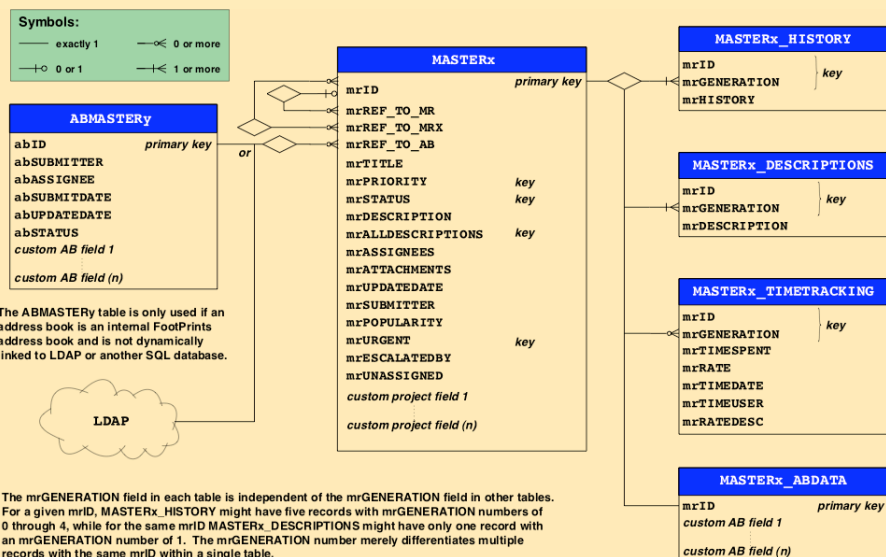 Symbols:
exactly 1
0 or more
0 or 1
1 or more
ABMASTERy
abID primary key
abSUBMITTER
abASSIGNEE
abSUBMITDATE
abUPDATEDATE
abSTATUS
custom AB field 1
custom AB field (n)
The ABMASTERy table is only used if an
address book is an internal FootPrints
address book and is not dynamically
linked to LDAP or another SQL database.
LDAP
or
MASTERx
primary key
mrID
mrREF_TO_MR
mrREF_TO_MRX
mrREF_TO_AB
mrTITLE
mrPRIORITY key
mrSTATUS key
mrDESCRIPTION
mrALLDESCRIPTIONS key
mrASSIGNEES
mrATTACHMENTS
mrUPDATEDATE
mrSUBMITTER
mrPOPULARITY
mrURGENT key
mrESCALATEDBY
mrUNASSIGNED
custom project field 1
custom project field (n)
MASTERx_HISTORY
mrID
mrGENERATION
key
mrHISTORY
MASTERx_DESCRIPTIONS
mrID
mrGENERATION
key
mrDESCRIPTION
MASTERx_TIMETRACKING
mrID
mrGENERATION
key
mrTIMESPENT
mrRATE
mrTIMEDATE
mrTIMEUSER
mrRATEDESC
MASTERx_ABDATA
mrID primary key
custom AB field 1
custom AB field (n)
The mrGENERATION field in each table is independent of the mrGENERATION field in other tables.
For a given mrID, MASTERx_HISTORY might have five records with mrGENERATION numbers of
0 through 4, while for the same mrID MASTERx_DESCRIPTIONS might have only one record with
an mrGENERATION number of 1. The mrGENERATION number merely differentiates multiple
records with the same mrID within a single table.